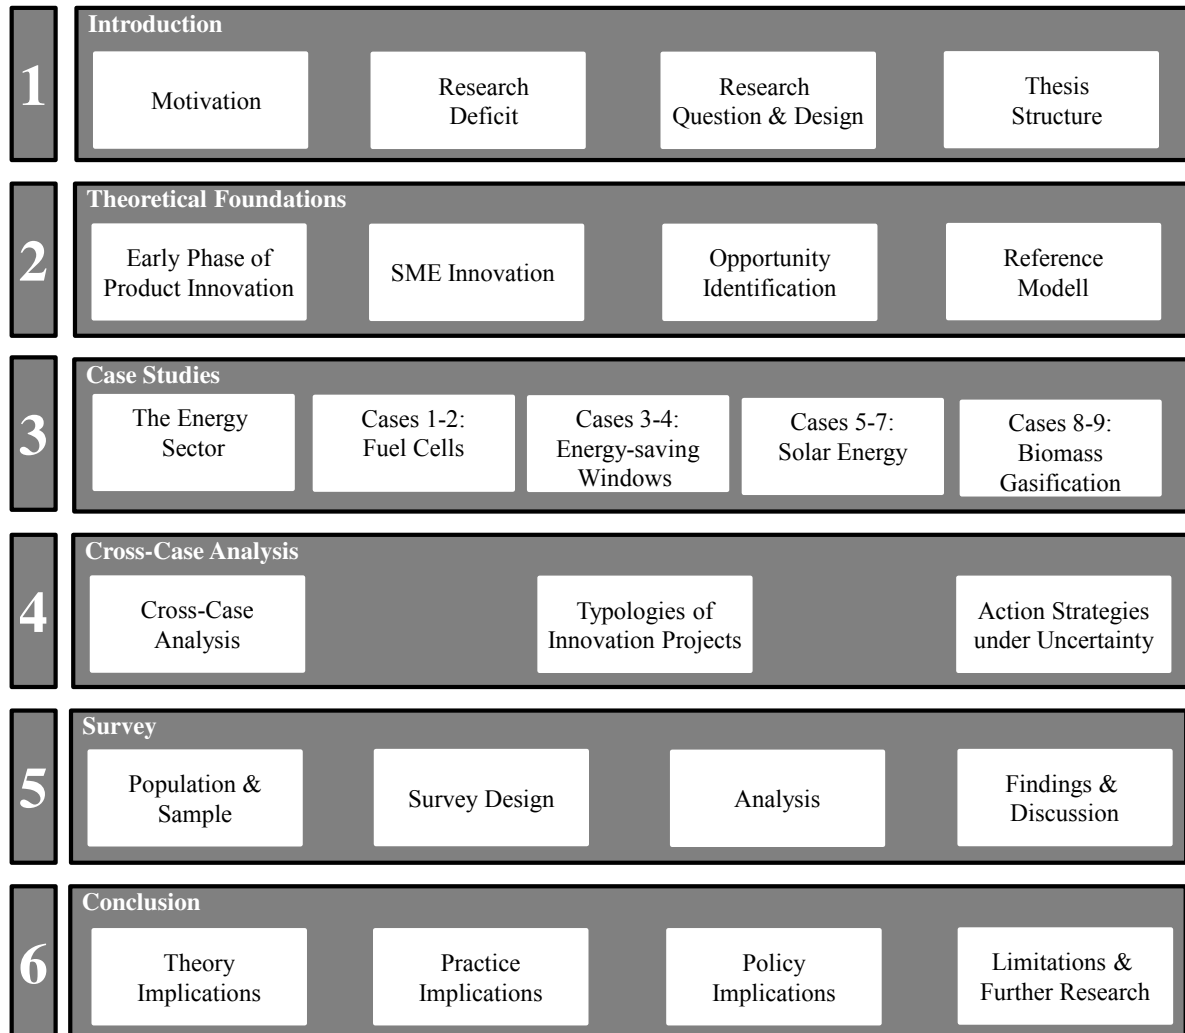 1
Introduction
Motivation
Research
Deficit
Research
Question & Design
Thesis
Structure
2
Theoretical Foundations
Early Phase of
Product Innovation
SME Innovation
Opportunity
Identification
Reference
Modell
3
Case Studies
The Energy
Sector
Cases 1-2:
Fuel Cells
Cases 3-4:
Energy-saving
Windows
Cases 5-7:
Solar Energy
Cases 8-9:
Biomass
Gasification
4
Cross-Case Analysis
Cross-Case
Analysis
Typologies of
Innovation Projects
Action Strategies
under Uncertainty
5
Survey
Population &
Sample
Survey Design
Analysis
Findings &
Discussion
6
Conclusion
Theory
Implications
Practice
Implications
Policy
Implications
Limitations &
Further Research